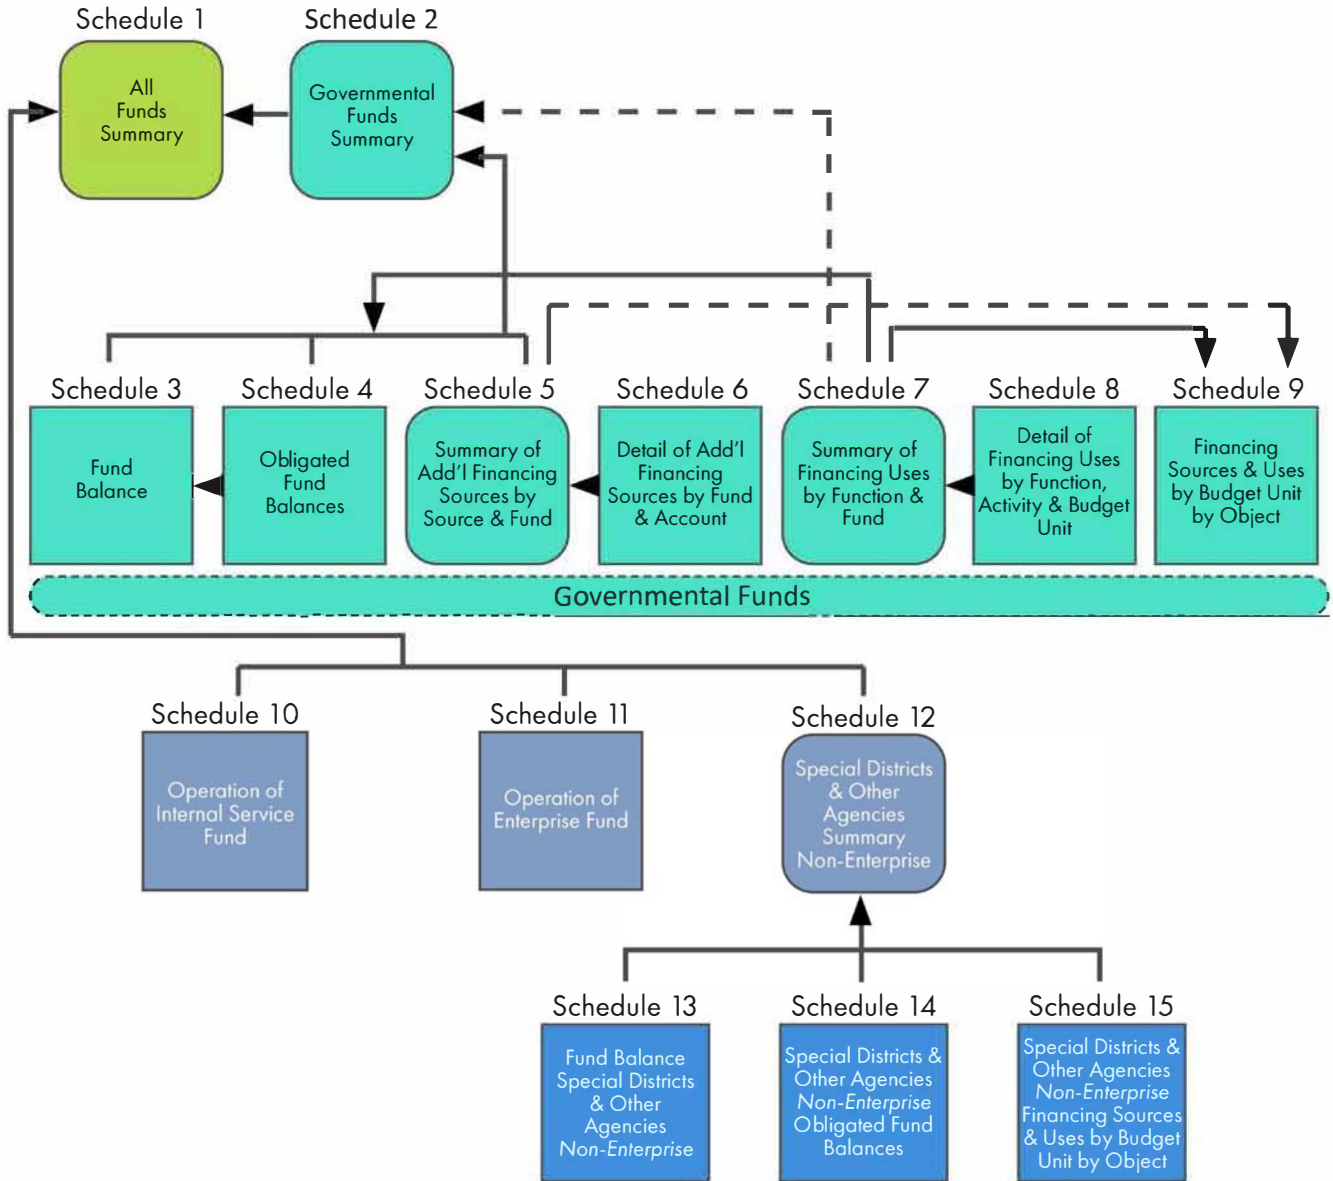 Schedule 1
Schedule 2
All
Funds
Summary
Governmental
Funds
Summary
Schedule 3
Schedule 4
Schedule 5
Schedule 6
Schedule 7
Schedule 8
Schedule 9
Fund
Balance
Obligated
Fund
Balances
Summary of
Add'l Financing
Sources by
Source & Fund
Detail of Add'l
Financing
Sources by Fund
& Account
Summary of
Financing Uses
by Function &
Fund
Detail of
Financing Uses
by Function,
Activity & Budget
Unit
Financing
Sources & Uses
by Budget Unit
by Object
Governmental Funds
Schedule 10
Schedule 11
Schedule 12
Operation of
Internal Service
Fund
Operation of
Enterprise Fund
Special Districts
& Other
Agencies
Summary
Non-Enterprise
Schedule 13
Schedule 14
Schedule 15
Fund Balance
Special Districts
& Other
Agencies
Non-Enterprise
Special Districts &
Other Agencies
Non-Enterprise
Obligated Fund
Balances
Special Districts &
Other Agencies
Non-Enterprise
Financing Sources
& Uses by Budget
Unit by Object